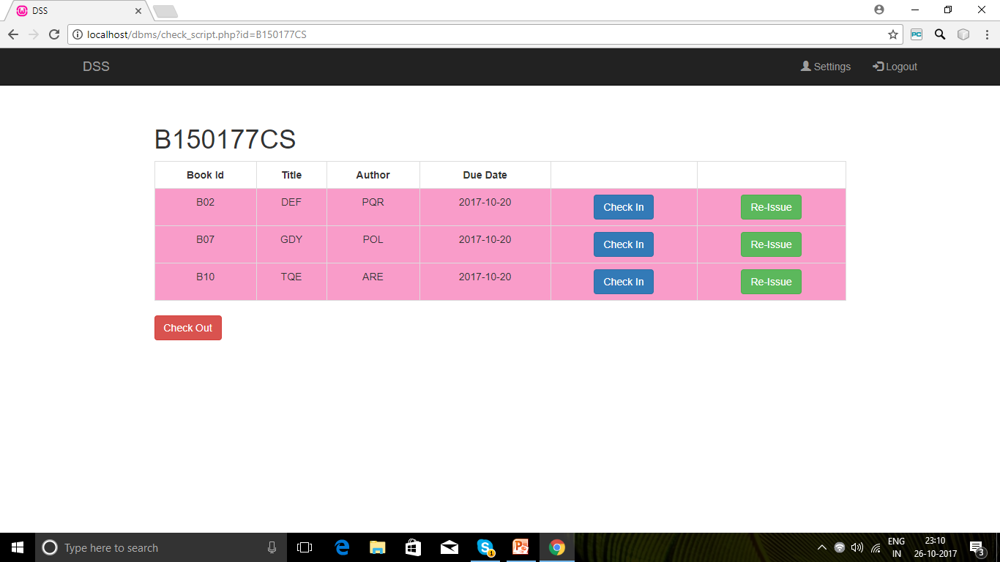 DSS
localhost/dbms/check_script.php?id=B150177CS
PC
DSS Settings Logout
B150177CS
Book Id Title Author Due Date
B02 DEF PQR 2017-10-20 Check In Re-Issue
B07 GDY POL 2017-10-20 Check In Re-Issue
B10 TQE ARE 2017-10-20 Check In Re-Issue
Check Out
Type here to search
1
ENG
IN
23:10
26-10-2017
3